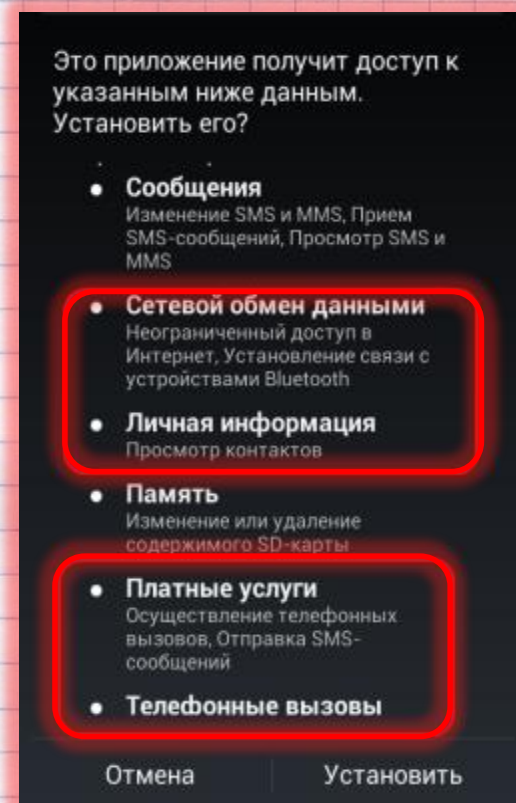 Это приложение получит доступ к
указанным ниже данным.
Установить его?
● Сообщения
Изменение SMS и MMS, Прием
SMS-сообщений, Просмотр SMS и
MMS
● Сетевой обмен данными
Неограниченный доступ в
Интернет, Установление связи с
устройствами Bluetooth
● Личная информация
Просмотр контактов
● Память
Изменение или удаление
содержимого SD-карты
● Платные услуги
Осуществление телефонных
вызовов, Отправка SMS-
сообщений
● Телефонные вызовы
Отмена
Установить